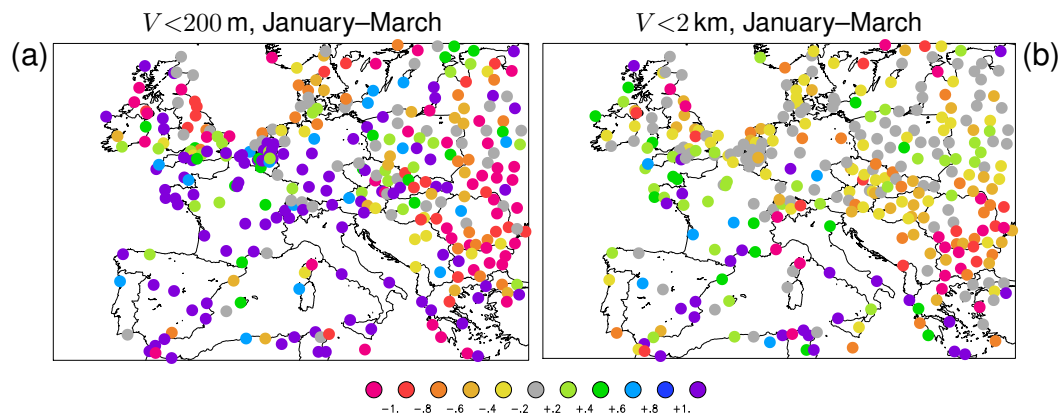 V<200 m, January–March
V<2 km, January–March
(a)
(b)
-1. -.8 -.6 -.4 -.2 +.2 +.4 +.6 +.8 +1.